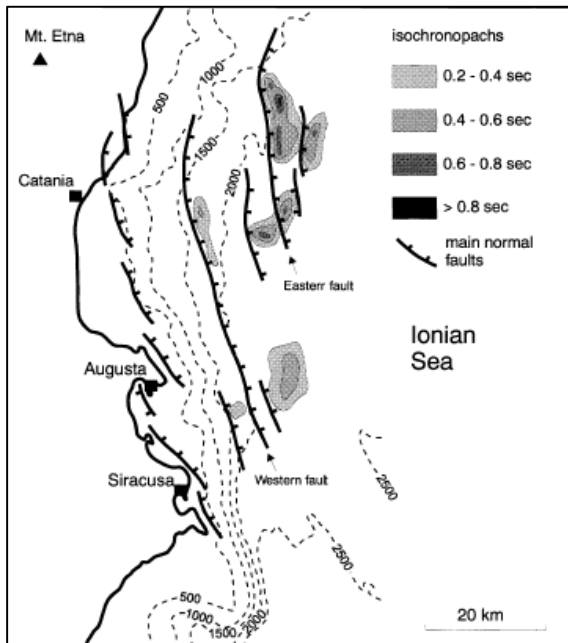 Mt. Etna
isochronopachs
0.2 - 0.4 sec
0.4 - 0.6 sec
0.6 - 0.8 sec
> 0.8 sec
main normal
faults
500
1000
1500
2000
Catania
Easterr fault
Ionian
Sea
Augusta
Siracusa
Western fault
2500
2500
500
1000
1500
2000
20 km